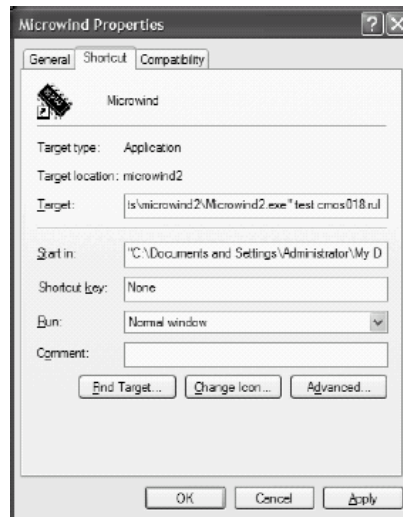 Microwind Properties
General Shortcut Compatibility
Microwind
Target type: Application
Target location: microwind2
Target: ts\microwind2\Microwind2.exe" test cmos018.rul
Start in: "C:\Documents and Settings\Administrator\My D
Shortcut key: None
Run: Normal window
Comment:
Find Target... Change Icon... Advanced...
OK Cancel Apply